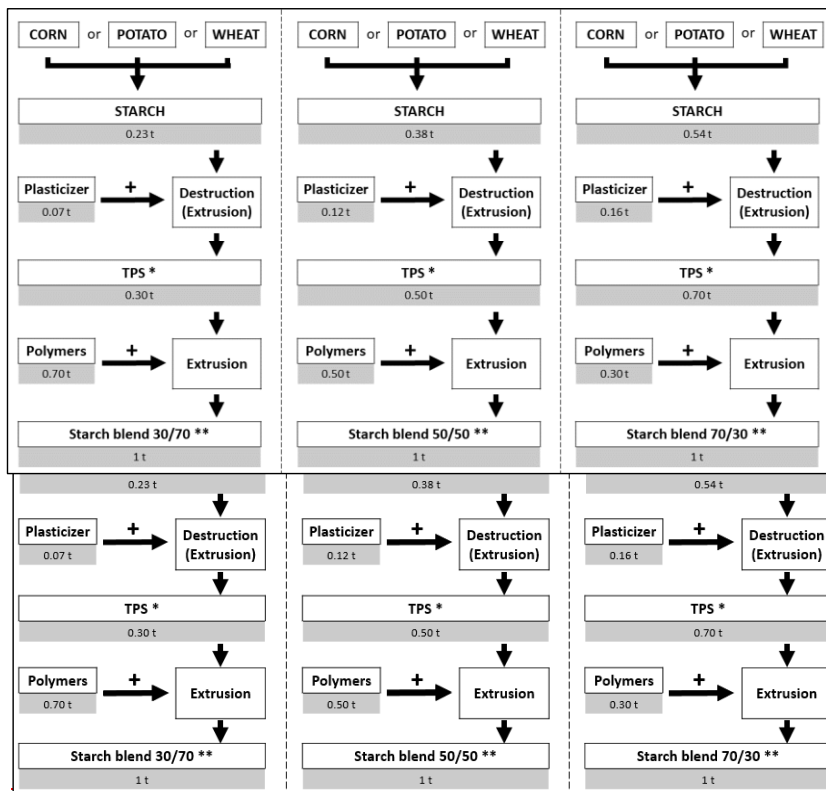 CORN or POTATO or WHEAT CORN or POTATO or WHEAT CORN or POTATO or WHEAT
STARCH STARCH STARCH
0.23 t 0.38 t 0.54 t
Plasticizer + Destruction Plasticizer + Destruction Plasticizer + Destruction
0.07 t (Extrusion) 0.12 t (Extrusion) 0.16 t (Extrusion)
TPS * TPS * TPS *
0.30 t 0.50 t 0.70 t
Polymers + Extrusion Polymers + Extrusion Polymers + Extrusion
0.70 t 0.50 t 0.30 t
Starch blend 30/70 ** Starch blend 50/50 ** Starch blend 70/30 **
1 t 1 t 1 t
0.23 t 0.38 t 0.54 t
Plasticizer + Destruction Plasticizer + Destruction Plasticizer + Destruction
0.07 t (Extrusion) 0.12 t (Extrusion) 0.16 t (Extrusion)
TPS * TPS * TPS *
0.30 t 0.50 t 0.70 t
Polymers + Extrusion Polymers + Extrusion Polymers + Extrusion
0.70 t 0.50 t 0.30 t
Starch blend 30/70 ** Starch blend 50/50 ** Starch blend 70/30 **
1 t 1 t 1 t